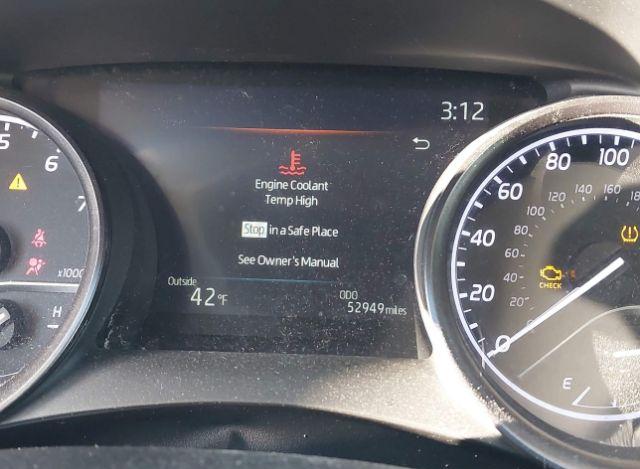 3:12
Engine Coolant
Temp High
Stop in a Safe Place
See Owner's Manual
Outside
42°F
ODO
52949 miles
5
6
7
x1000
H
0
20
40
60
80
100
20
40
60
80
100
120
140
160
CHECK
E